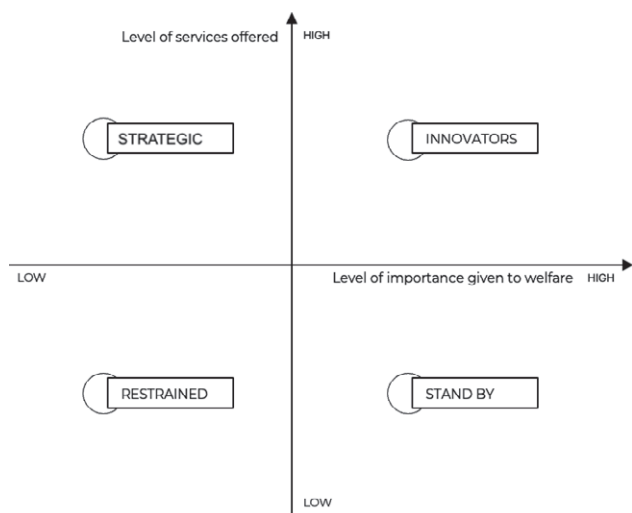 Level of services offered
HIGH
STRATEGIC
INNOVATORS
LOW
Level of importance given to welfare
HIGH
RESTRAINED
STAND BY
LOW